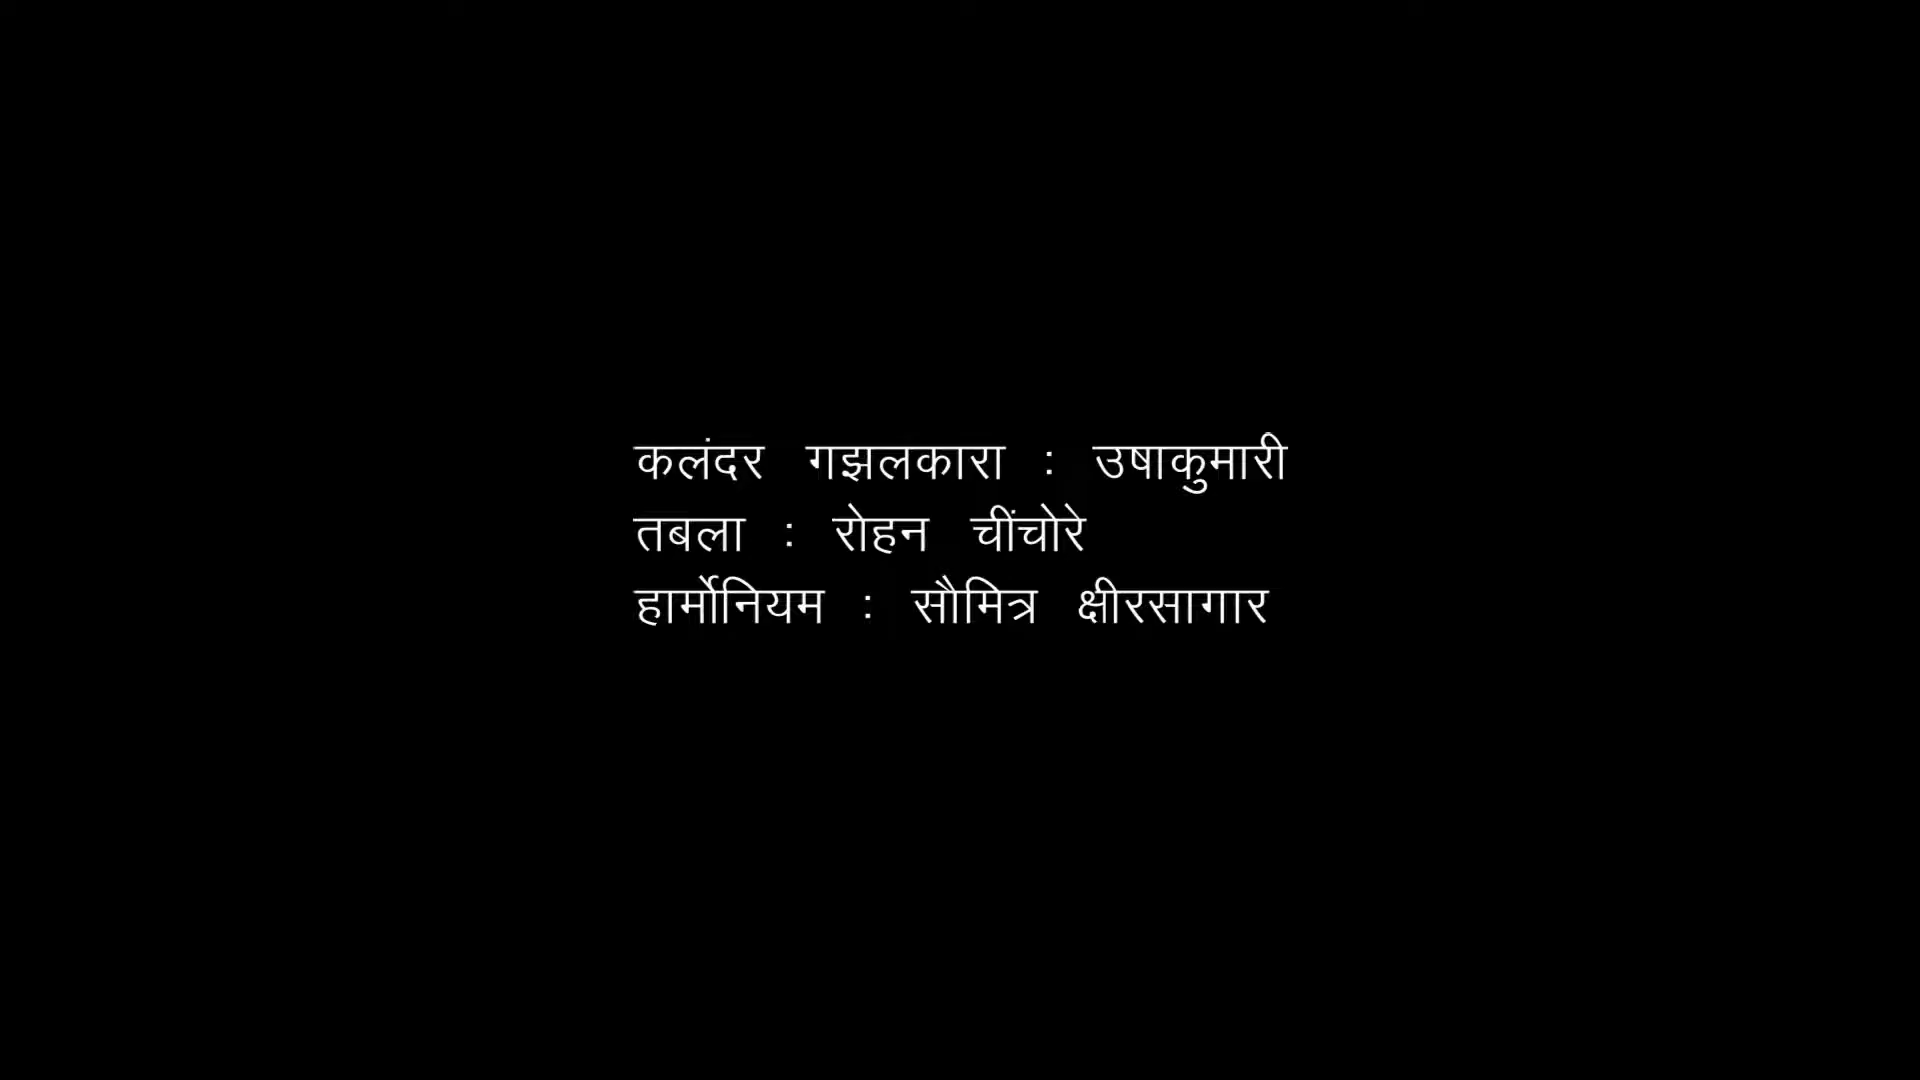 कलंदर गझलकारा : उषाकुमारी
तबला : रोहन चींचोरे
हार्मोनियम : सौमित्र क्षीरसागार